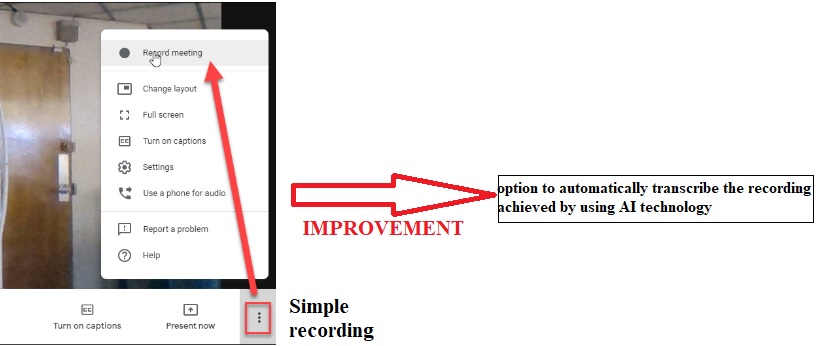 Record meeting
Change layout
Full screen
Turn on captions
Settings
Use a phone for audio
Report a problem
Help
Turn on captions
Present now
Simple
recording
IMPROVEMENT
option to automatically transcribe the recording
achieved by using AI technology